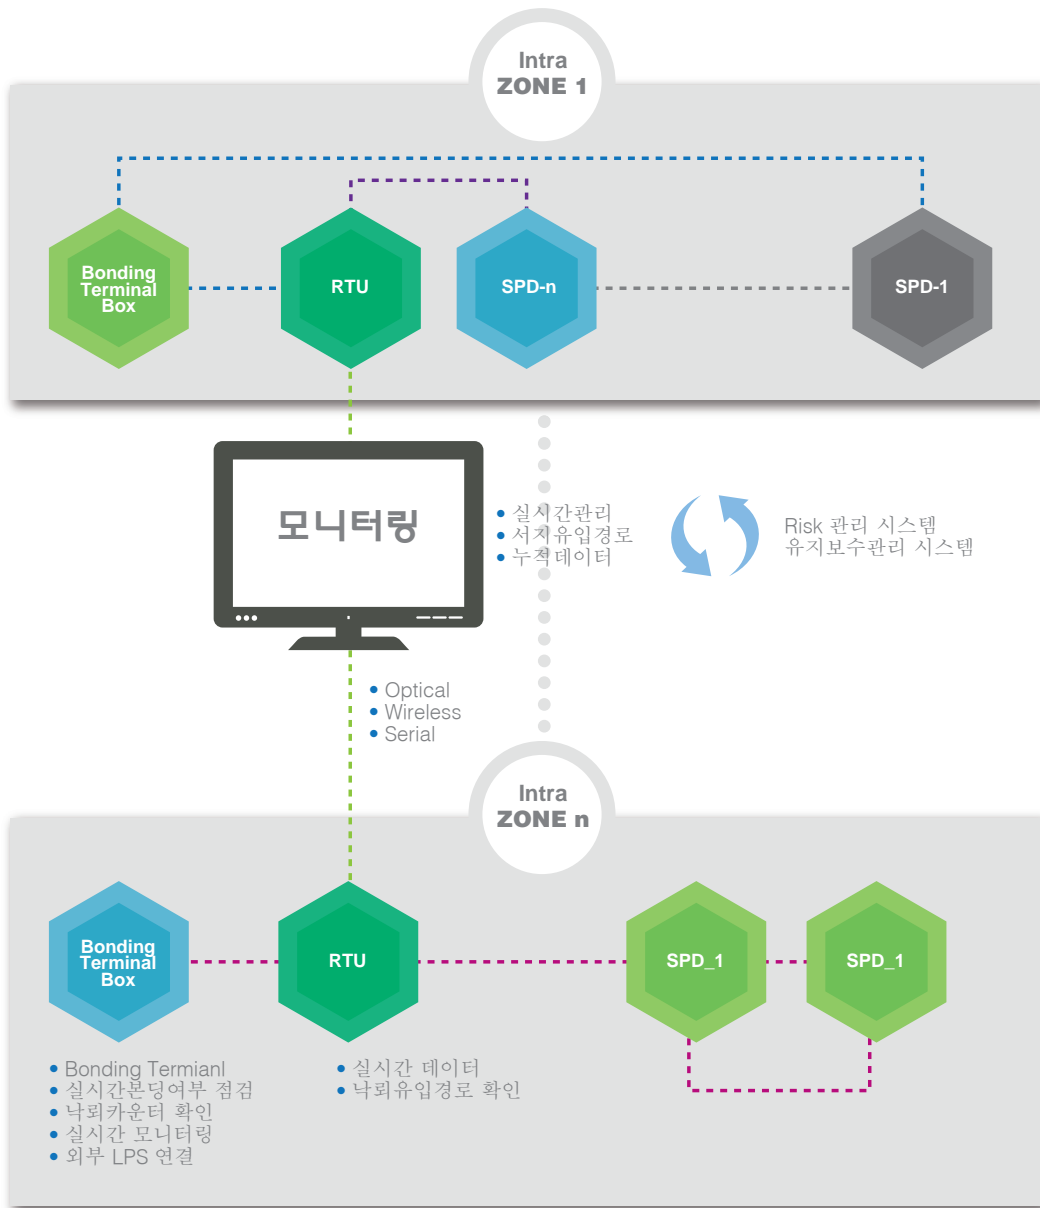 Intra
ZONE 1
Bonding
Terminal
Box
RTU
SPD-n
SPD-1
모니터링
실시간관리
서지유입경로
누적데이터
Risk 관리 시스템
유지보수관리 시스템
Optical
Wireless
Serial
Intra
ZONE n
Bonding
Terminal
Box
RTU
SPD_1
SPD_1
Bonding Termianl
실시간본딩여부 점검
낙뢰카운터 확인
실시간 모니터링
외부 LPS 연결
실시간 데이터
낙뢰유입경로 확인